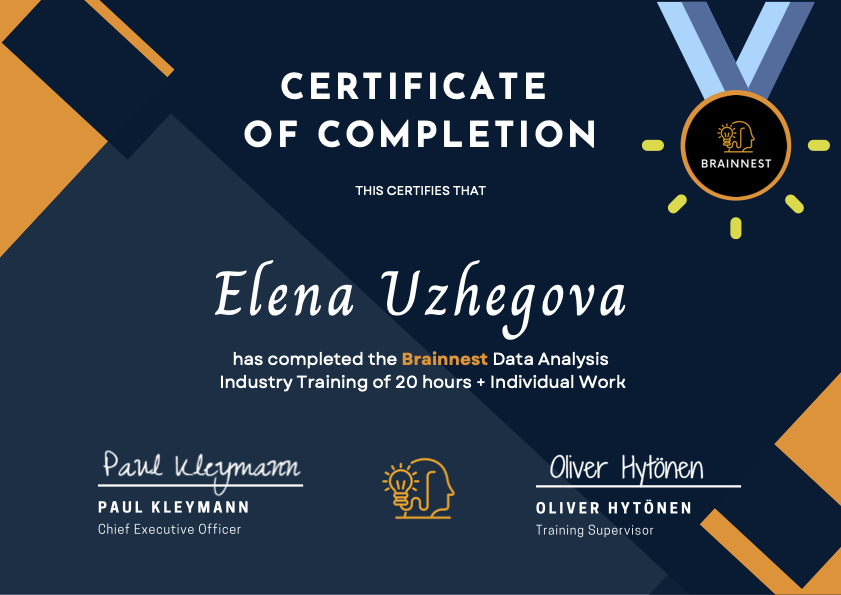 CERTIFICATE
OF COMPLETION
BRAINNEST
THIS CERTIFIES THAT
Elena Uzhegova
has completed the Brainnest Data Analysis
Industry Training of 20 hours + Individual Work
Paul Kleymann
PAUL KLEYMANN
Chief Executive Officer
Oliver Hytönen
OLIVER HYTÖNEN
Training Supervisor